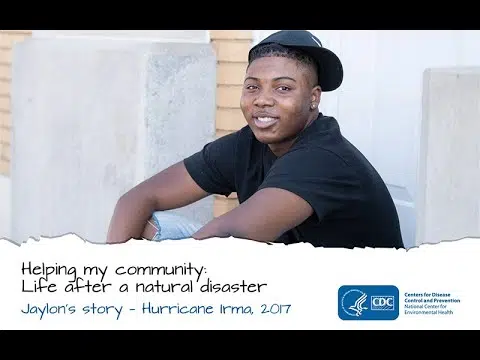 Helping my community:
Life after a natural disaster
Jaylon's story - Hurricane Irma, 2017
CDC
Centers for Disease
Control and Prevention
National Center for
Environmental Health